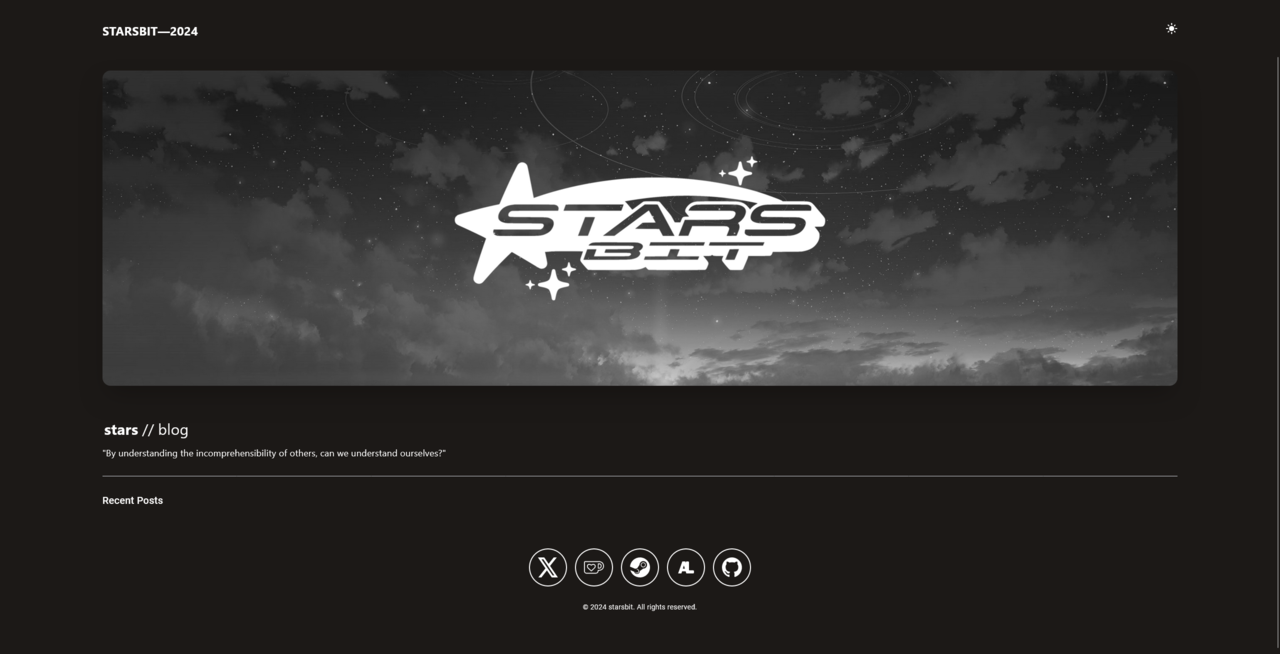 STARSBIT—2024
STARS
BIT
stars // blog
"By understanding the incomprehensibility of others, can we understand ourselves?"
Recent Posts
AL
© 2024 starsbit. All rights reserved.